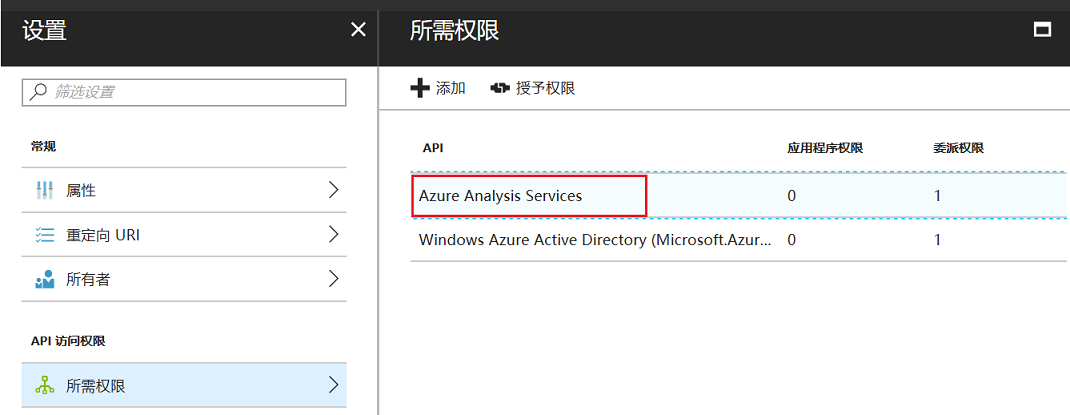 设置
筛选设置
常规
属性
重定向 URI
所有者
API 访问权限
所需权限
所需权限
添加 授予权限
API 应用程序权限 委派权限
Azure Analysis Services 0 1
Windows Azure Active Directory (Microsoft.Azur... 0 1